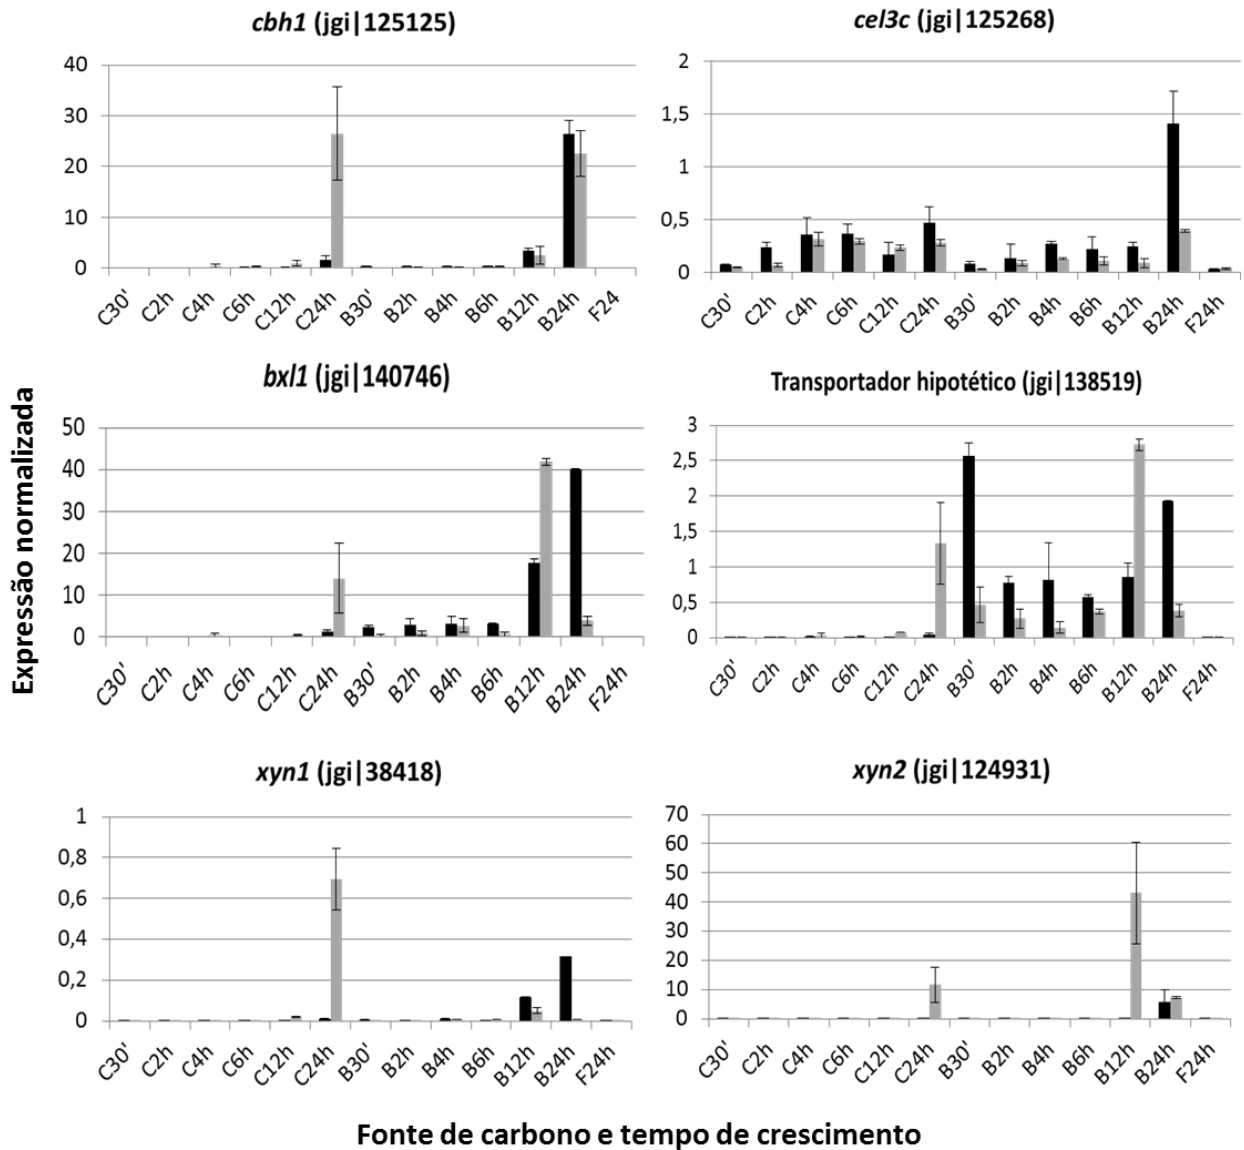 cbh1 (jgi|125125)
40
30
20
10
0
C30' C2h C4h C6h C12h C24h B30' B2h B4h B6h B12h B24h F24
cel3c (jgi|125268)
2
1,5
1
0,5
0
C30' C2h C4h C6h C12h C24h B30' B2h B4h B6h B12h B24h F24h
Expressão normalizada
bxl1 (jgi|140746)
50
40
30
20
10
0
C30' C2h C4h C6h C12h C24h B30' B2h B4h B6h B12h B24h F24h
Transportador hipotético (jgi|138519)
3
2,5
2
1,5
1
0,5
0
C30' C2h C4h C6h C12h C24h B30' B2h B4h B6h B12h B24h F24h
xyn1 (jgi|38418)
1
0,8
0,6
0,4
0,2
0
C30' C2h C4h C6h C12h C24h B30' B2h B4h B6h B12h B24h F24h
xyn2 (jgi|124931)
70
60
50
40
30
20
10
0
C30' C2h C4h C6h C12h C24h B30' B2h B4h B6h B12h B24h F24h
Fonte de carbono e tempo de crescimento